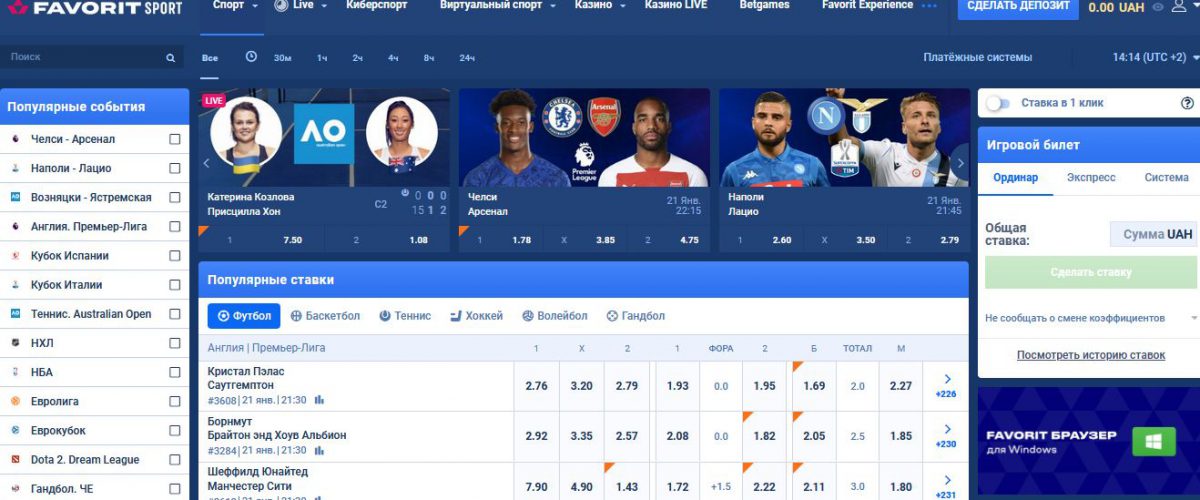 FAVORIT SPORT
Спорт
Live
Киберспорт
Виртуальный спорт
Казино
Казино LIVE
Betgames
Favorit Experience
СДЕЛАТЬ ДЕПОЗИТ
0.00 UAH
Поиск
Все
30м
1ч
2ч
4ч
8ч
24ч
Платёжные системы
14:14 (UTC +2)
Популярные события
Челси - Арсенал
Наполи - Лацио
Возняцки - Ястремская
Англия. Премьер-Лига
Кубок Испании
Кубок Италии
Теннис. Australian Open
НХЛ
НБА
Евролига
Еврокубок
Dota 2. Dream League
Гандбол. ЧЕ
LIVE
AO
australian open
Катерина Козлова
Присцилла Хон
С2
0 0 0
15 1 2
1 7.50 2 1.08
CHELSEA
Arsenal
Premier League
Челси
Арсенал
21 Янв.
22:15
1 1.78 X 3.85 2 4.75
N
TIM
Наполи
Лацио
21 Янв.
21:45
1 2.60 X 3.50 2 2.79
Популярные ставки
Футбол
Баскетбол
Теннис
Хоккей
Волейбол
Гандбол
Англия | Премьер-Лига 1 X 2 1 ФОРА 2 Б ТОТАЛ М
Кристал Пэлас
Саутгемптон
#3608| 21 янв.| 21:30
2.76 3.20 2.79 1.93 0.0 1.95 1.69 2.0 2.27 +226
Борнмут
Брайтон энд Хоув Альбион
#3284| 21 янв.| 21:30
2.92 3.35 2.57 2.08 0.0 1.82 2.05 2.5 1.85 +230
Шеффилд Юнайтед
Манчестер Сити
7.90 4.90 1.43 1.72 +1.5 2.22 2.11 3.0 1.80 +231
Ставка в 1 клик
?
Игровой билет
Ординар
Экспресс
Система
Общая
ставка:
Сумма UAH
Сделать ставку
Не сообщать о смене коэффициентов
Посмотреть историю ставок
FAVORIT БРАУЗЕР
для Windows